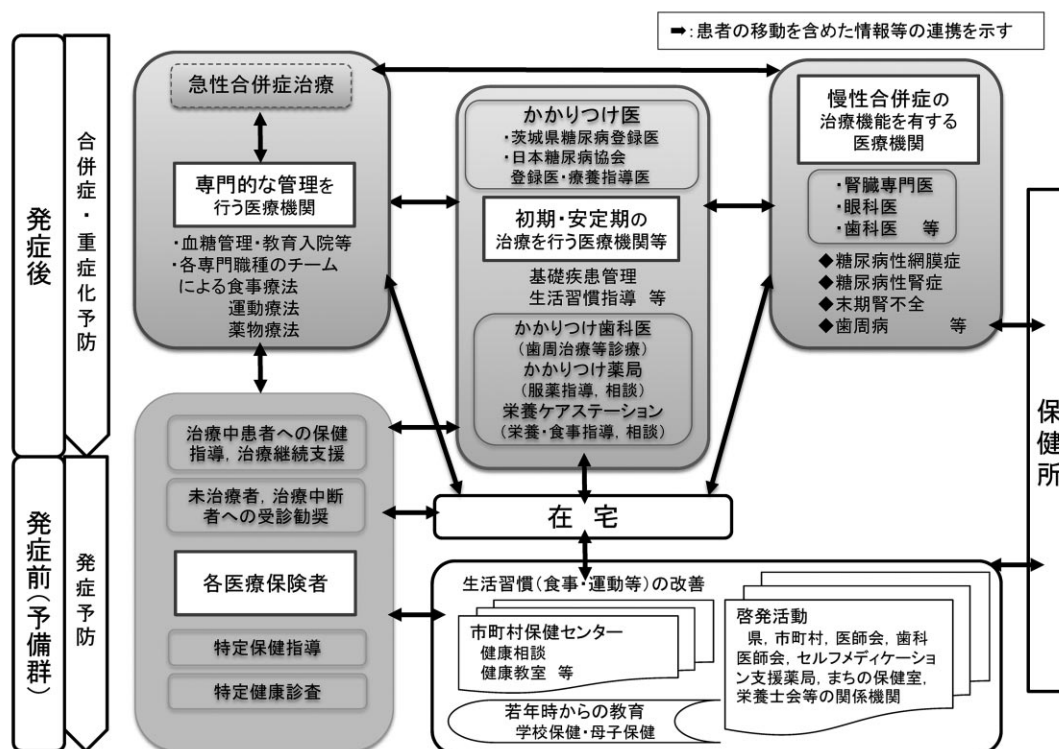 ➡:患者の移動を含めた情報等の連携を示す
発症後
合併症・重症化予防
発症前(予備群)
発症予防
急性合併症治療
専門的な管理を
行う医療機関
・血糖管理・教育入院等
・各専門職種のチーム
による食事療法
運動療法
薬物療法
かかりつけ医
・茨城県糖尿病登録医
・日本糖尿病協会
登録医・療養指導医
初期・安定期の
治療を行う医療機関等
基礎疾患管理
生活習慣指導 等
かかりつけ歯科医
(歯周治療等診療)
かかりつけ薬局
(服薬指導,相談)
栄養ケアステーション
(栄養・食事指導,相談)
慢性合併症の
治療機能を有する
医療機関
・腎臓専門医
・眼科医
・歯科医 等
◆糖尿病性網膜症
◆糖尿病性腎症
◆末期腎不全
◆歯周病 等
保健所
治療中患者への保健
指導,治療継続支援
未治療者,治療中断
者への受診勧奨
各医療保険者
特定保健指導
特定健康診査
在 宅
生活習慣(食事・運動等)の改善
市町村保健センター
健康相談
健康教室 等
啓発活動
県,市町村,医師会,歯科
医師会,セルフメディケーショ
ン支援薬局,まちの保健室,
栄養士会等の関係機関
若年時からの教育
学校保健・母子保健